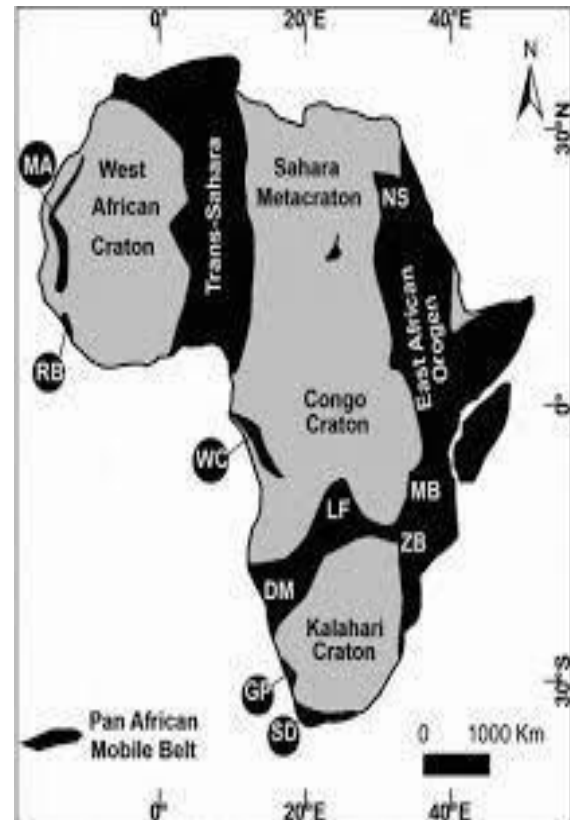 0°
20°E
40°E
N
30°N
MA
West
African
Craton
Trans-Sahara
Sahara
Metacraton
NS
East African
Orogen
RB
Congo
Craton
0°
WC
LF
MB
ZB
DM
Kalahari
Craton
GP
30°S
SD
Pan African
Mobile Belt
0
1000 Km
0°
20°E
40°E